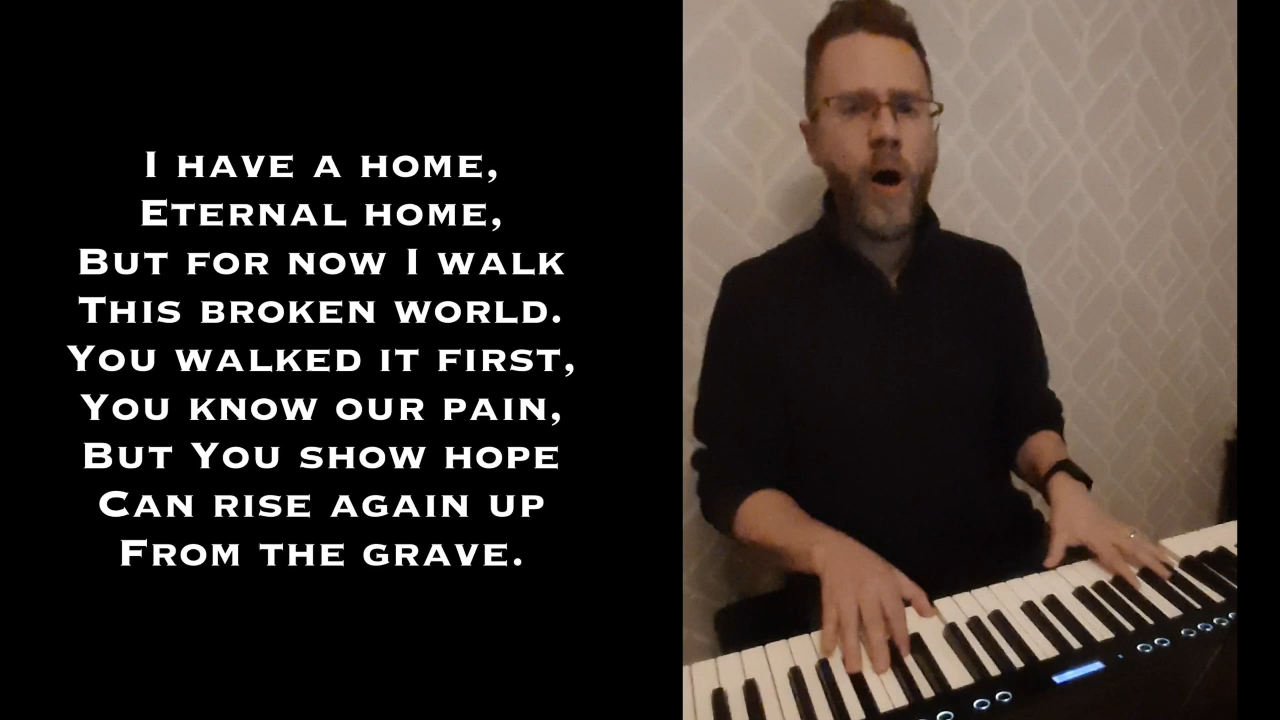 I HAVE A HOME,
ETERNAL HOME,
BUT FOR NOW I WALK
THIS BROKEN WORLD.
YOU WALKED IT FIRST,
YOU KNOW OUR PAIN,
BUT YOU SHOW HOPE
CAN RISE AGAIN UP
FROM THE GRAVE.